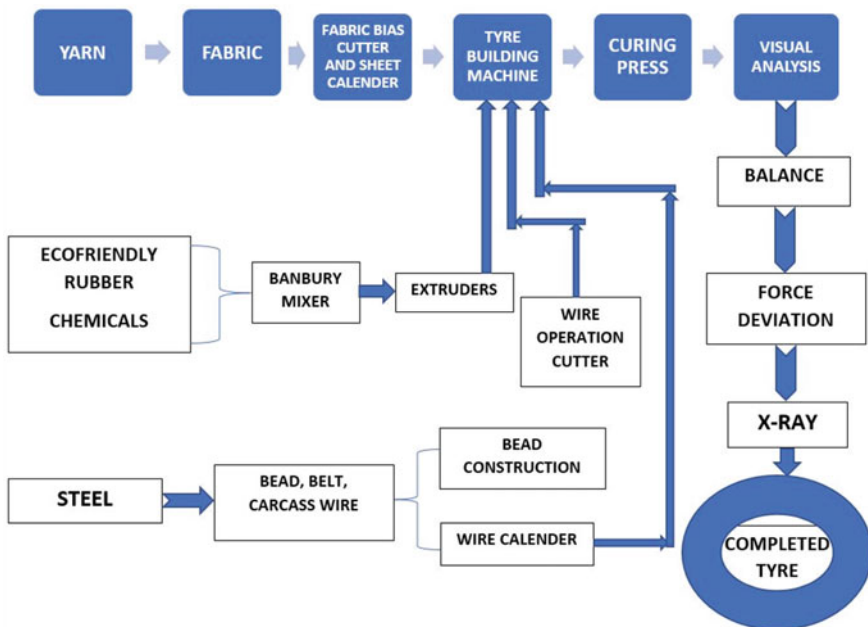 YARN
FABRIC
FABRIC BIAS
CUTTER
AND SHEET
CALENDER
TYRE
BUILDING
MACHINE
CURING
PRESS
VISUAL
ANALYSIS
BALANCE
ECOFRIENDLY
RUBBER
CHEMICALS
BANBURY
MIXER
EXTRUDERS
WIRE
OPERATION
CUTTER
FORCE
DEVIATION
X-RAY
STEEL
BEAD, BELT,
CARCASS WIRE
BEAD
CONSTRUCTION
WIRE CALENDER
COMPLETED
TYRE